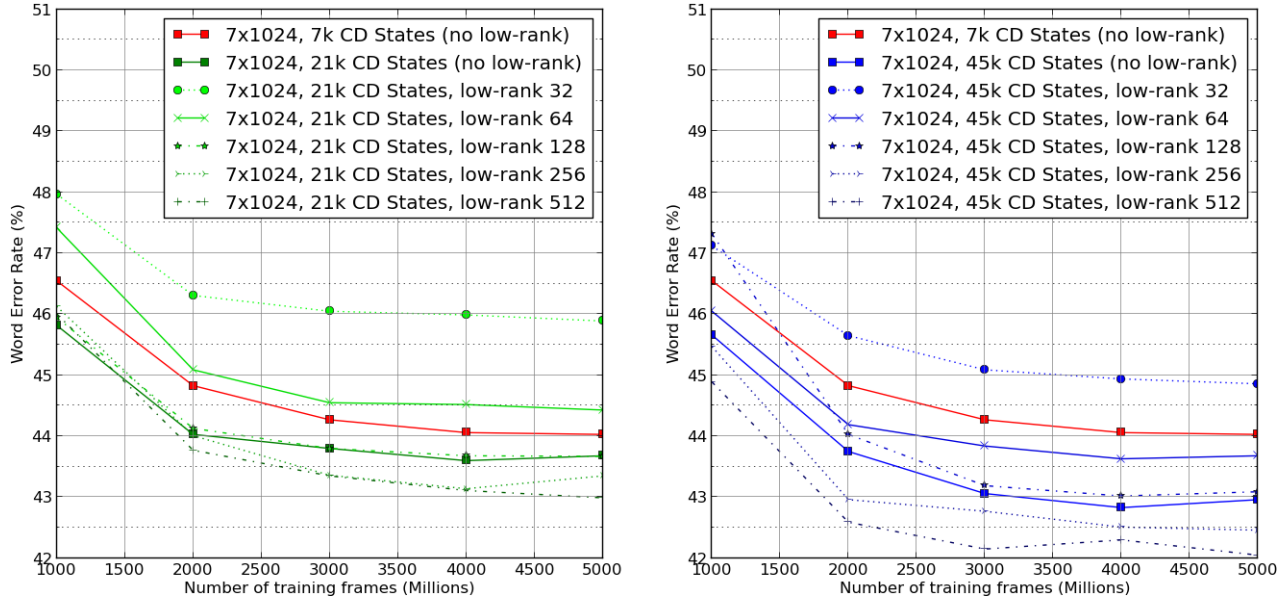 51
50
49
48
47
46
45
44
43
42
Word Error Rate (%)
7x1024, 7k CD States (no low-rank)
7x1024, 21k CD States (no low-rank)
7x1024, 21k CD States, low-rank 32
7x1024, 21k CD States, low-rank 64
7x1024, 21k CD States, low-rank 128
7x1024, 21k CD States, low-rank 256
7x1024, 21k CD States, low-rank 512
1000 1500 2000 2500 3000 3500 4000 4500 5000
Number of training frames (Millions)
51
50
49
48
47
46
45
44
43
42
Word Error Rate (%)
7x1024, 7k CD States (no low-rank)
7x1024, 45k CD States (no low-rank)
7x1024, 45k CD States, low-rank 32
7x1024, 45k CD States, low-rank 64
7x1024, 45k CD States, low-rank 128
7x1024, 45k CD States, low-rank 256
7x1024, 45k CD States, low-rank 512
1000 1500 2000 2500 3000 3500 4000 4500 5000
Number of training frames (Millions)